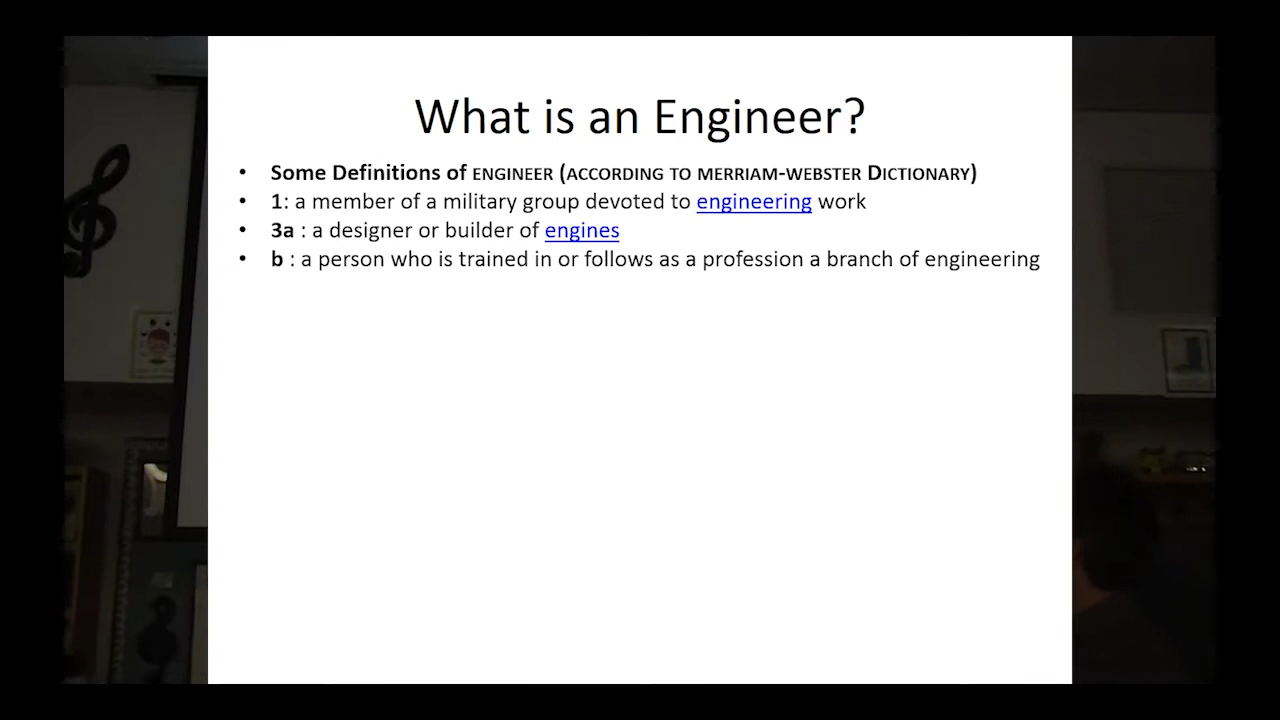 What is an Engineer?
• Some Definitions of ENGINEER (ACCORDING TO MERRIAM-WEBSTER DICTIONARY)
• 1: a member of a military group devoted to engineering work
• 3a : a designer or builder of engines
• b : a person who is trained in or follows as a profession a branch of engineering